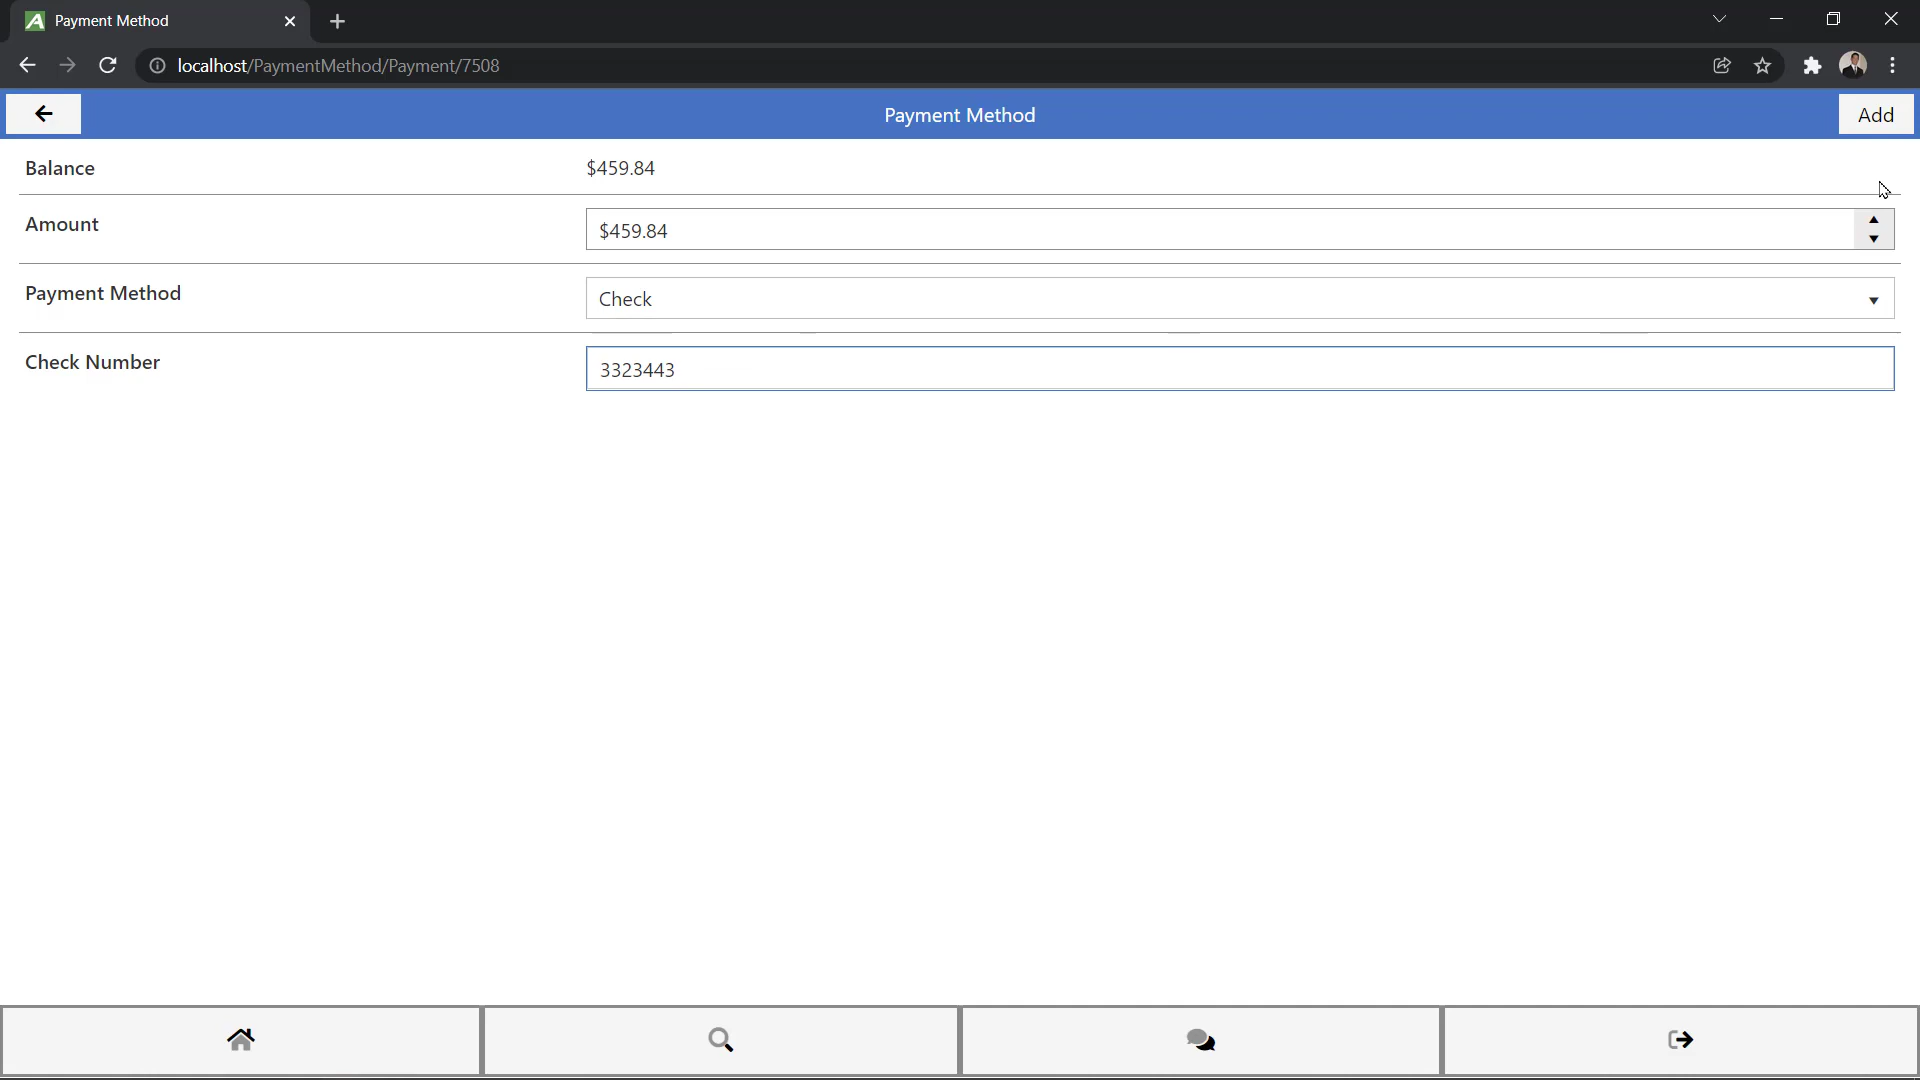 Payment Method
localhost/PaymentMethod/Payment/7508
Payment Method
Add
Balance
$459.84
Amount
$459.84
Payment Method
Check
Check Number
3323443